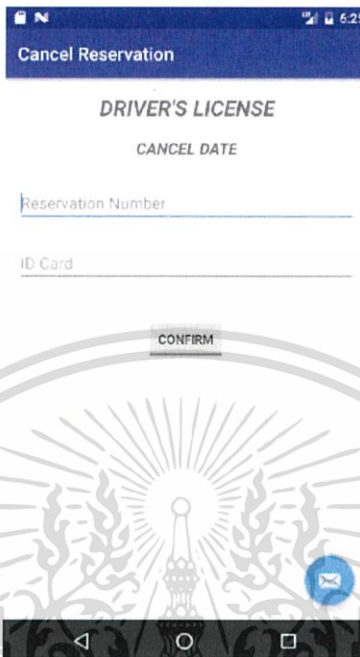 6:25
Cancel Reservation
DRIVER'S LICENSE
CANCEL DATE
Reservation Number
ID Card
CONFIRM